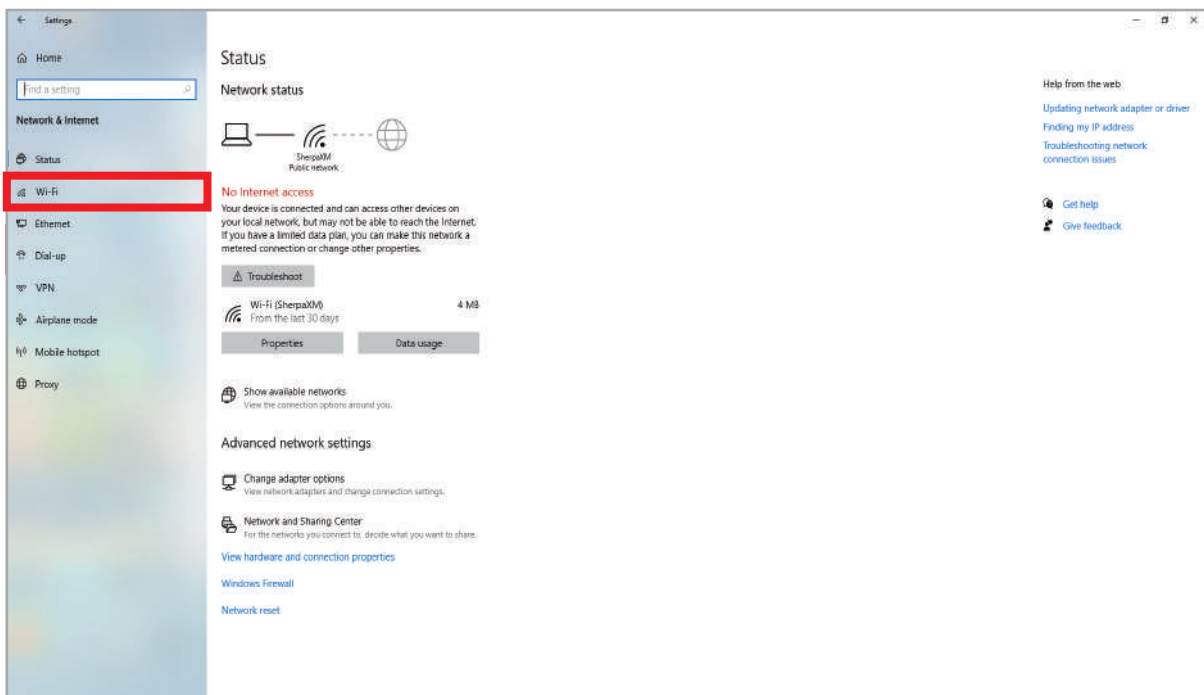 Settings
Home
Find a setting
Network & Internet
Status
Wi-Fi
Ethernet
Dial-up
VPN
Airplane mode
Mobile hotspot
Proxy
Status
Network status
SherpaXM
Public network
No Internet access
Your device is connected and can access other devices on
your local network, but may not be able to reach the Internet.
If you have a limited data plan, you can make this network a
metered connection or change other properties.
Troubleshoot
Wi-Fi (SherpaXM)
4 MB
From the last 30 days
Properties
Data usage
Show available networks
View the connection options around you.
Advanced network settings
Change adapter options
View network adapters and change connection settings.
Network and Sharing Center
For the networks you connect to, decide what you want to share.
View hardware and connection properties
Windows Firewall
Network reset
Help from the web
Updating network adapter or driver
Finding my IP address
Troubleshooting network
connection issues
Get help
Give feedback